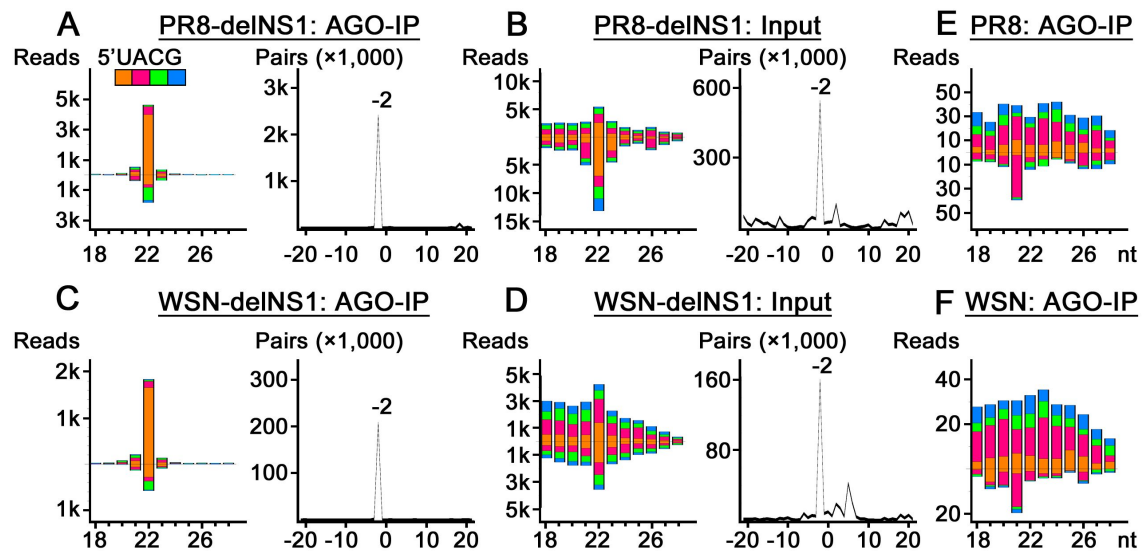 A PR8-delNS1: AGO-IP
Reads
5'UACG
5k
3k
1k
1k
3k
18 22 26
Pairs (×1,000)
3k
2k
1k
-2
-20 -10 0 10 20
B PR8-delNS1: Input
Reads
10k
5k
5k
10k
15k
18 22 26
Pairs (×1,000)
600
300
-2
-20 -10 0 10 20
E PR8: AGO-IP
Reads
50
30
10
10
30
50
18 22 26 nt
C WSN-delNS1: AGO-IP
Reads
2k
1k
1k
18 22 26
Pairs (×1,000)
300
200
100
-2
-20 -10 0 10 20
D WSN-delNS1: Input
Reads
5k
3k
1k
1k
3k
5k
18 22 26
Pairs (×1,000)
160
80
-2
-20 -10 0 10 20
F WSN: AGO-IP
Reads
40
20
20
18 22 26 nt